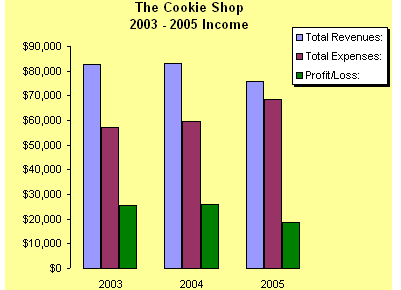 The Cookie Shop
2003 - 2005 Income
Total Revenues:
Total Expenses:
Profit/Loss:
$90,000
$80,000
$70,000
$60,000
$50,000
$40,000
$30,000
$20,000
$10,000
$0
2003 2004 2005